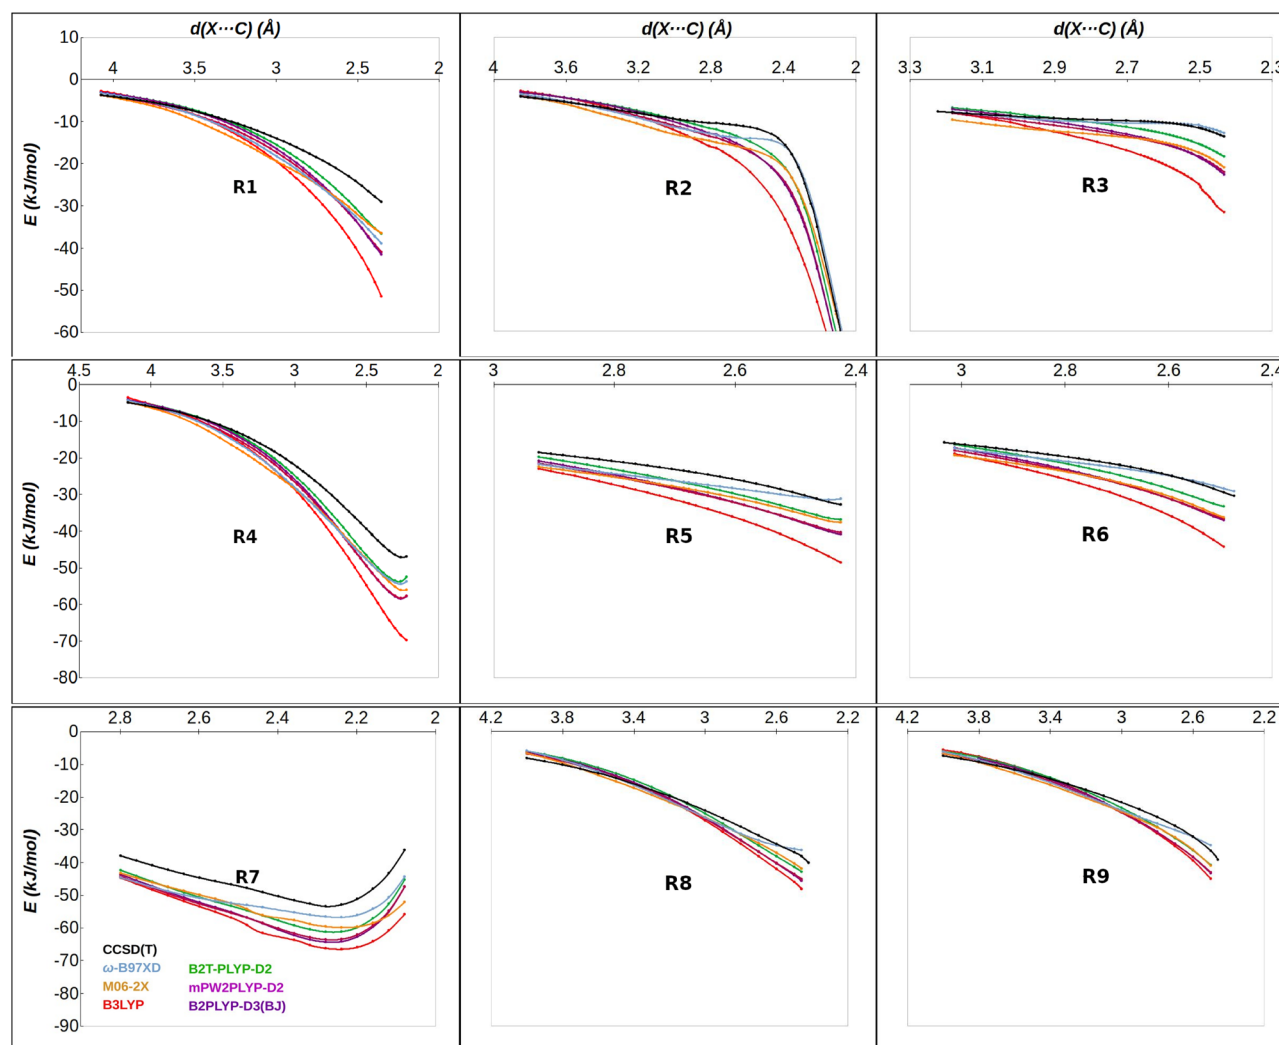 d(X···C) (Å) d(X···C) (Å) d(X···C) (Å)
10
4 3.5 3 2.5 2 4 3.6 3.2 2.8 2.4 2 3.3 3.1 2.9 2.7 2.5 2.3
0
-10
-20
R1 R2 R3
-30
-40
-50
-60
E (kJ/mol)
4.5 4 3.5 3 2.5 2 3 2.8 2.6 2.4 3 2.8 2.6 2.4
0
-10
-20
-30
-40
R4 R5 R6
-50
-60
-70
-80
E (kJ/mol)
2.8 2.6 2.4 2.2 2 4.2 3.8 3.4 3 2.6 2.2 4.2 3.8 3.4 3 2.6 2.2
0
-10
-20
-30
-40
R7 R8 R9
-50
-60
-70
-80
-90
E (kJ/mol)
CCSD(T)
ω-B97XD B2T-PLYP-D2
M06-2X mPW2PLYP-D2
B3LYP B2PLYP-D3(BJ)